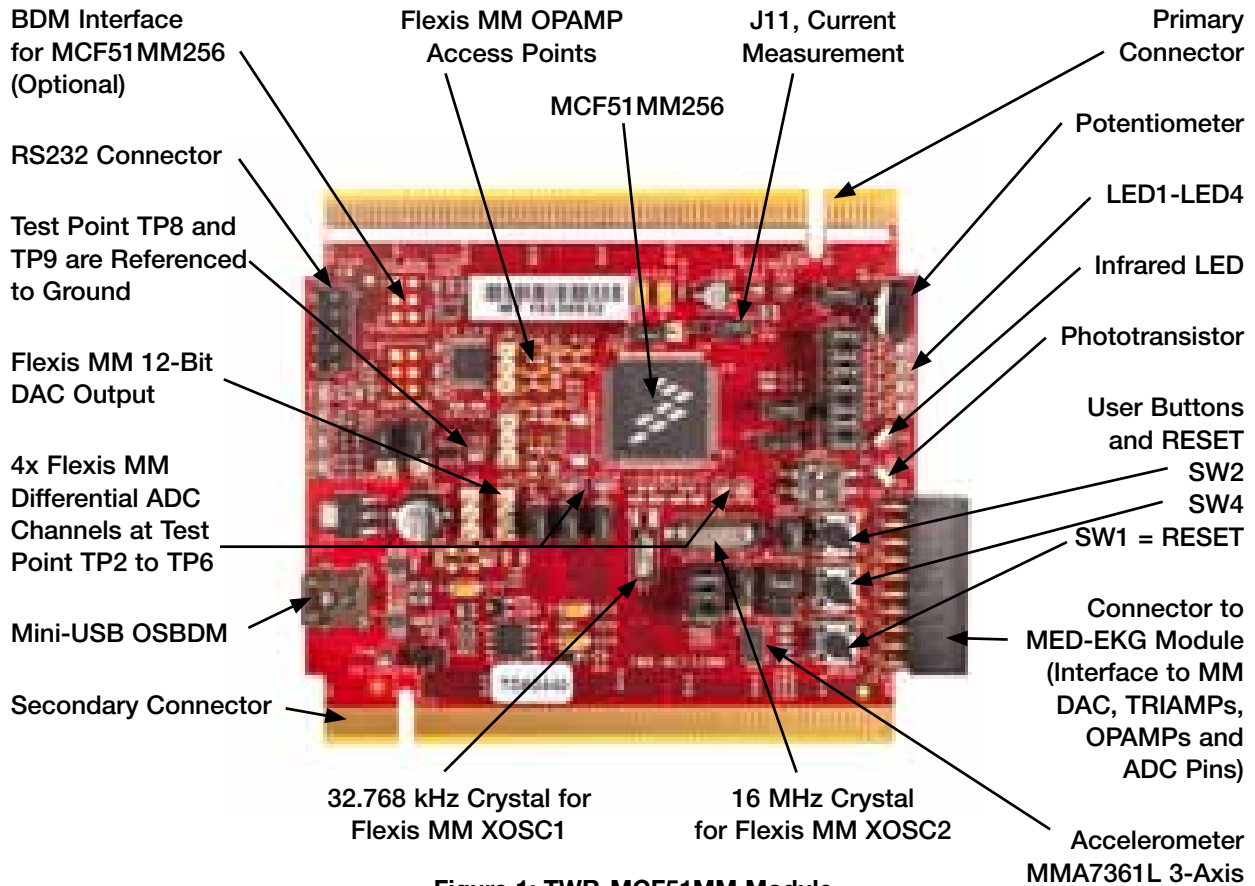 BDM Interface
for MCF51MM256
(Optional)
Flexis MM OPAMP
Access Points
J11, Current
Measurement
Primary
Connector
MCF51MM256
Potentiometer
RS232 Connector
LED1-LED4
Test Point TP8 and
TP9 are Referenced
to Ground
Infrared LED
Phototransistor
Flexis MM 12-Bit
DAC Output
User Buttons
and RESET
SW2
SW4
SW1 = RESET
4x Flexis MM
Differential ADC
Channels at Test
Point TP2 to TP6
Mini-USB OSBDM
Connector to
MED-EKG Module
(Interface to MM
DAC, TRIAMPs,
OPAMPs and
ADC Pins)
Secondary Connector
32.768 kHz Crystal for
Flexis MM XOSC1
16 MHz Crystal
for Flexis MM XOSC2
Accelerometer
MMA7361L 3-Axis
Figure 1: TWR-MCF51MM Module